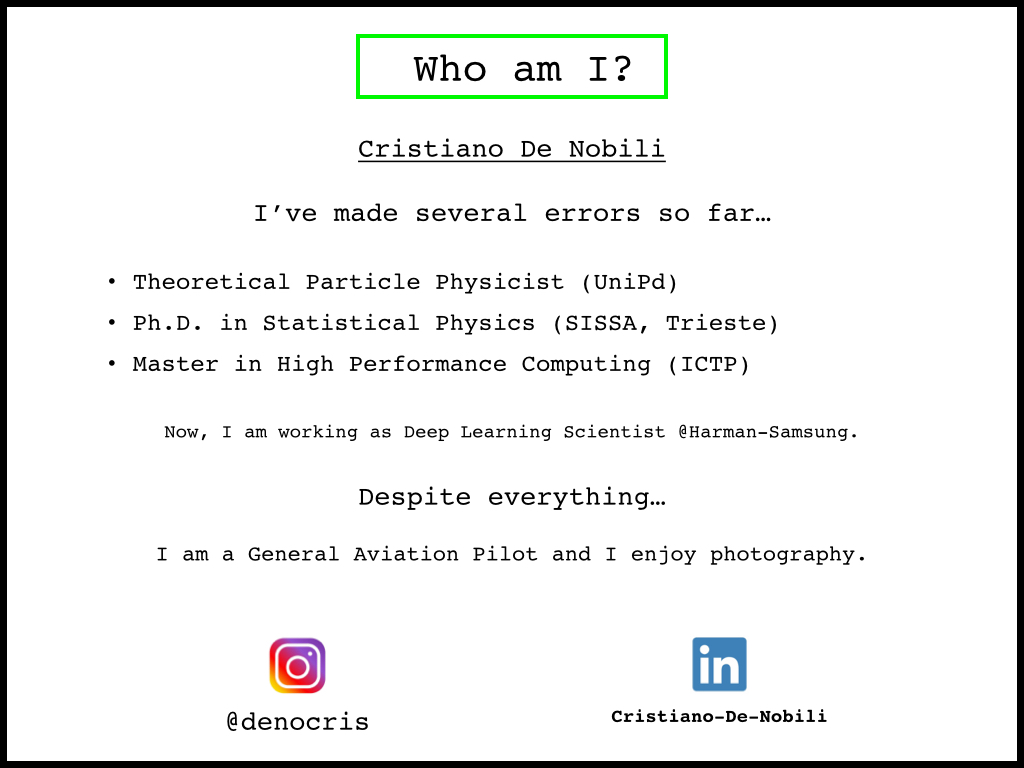 Who am I?
Cristiano De Nobili
I’ve made several errors so far…
• Theoretical Particle Physicist (UniPd)
• Ph.D. in Statistical Physics (SISSA, Trieste)
• Master in High Performance Computing (ICTP)
Now, I am working as Deep Learning Scientist @Harman-Samsung.
Despite everything…
I am a General Aviation Pilot and I enjoy photography.
in
@denocris
Cristiano-De-Nobili